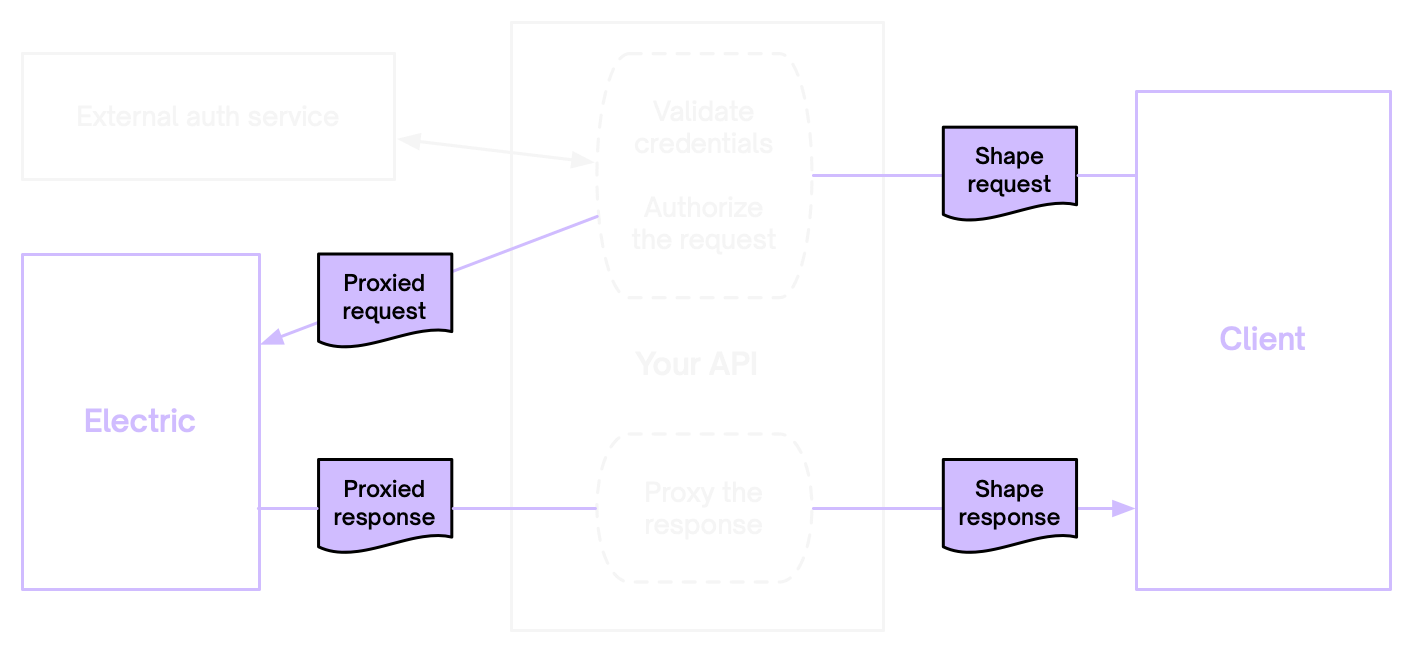 External auth service
Validate
credentials
Authorize
the request
Shape
request
Proxied
request
Your API
Client
Electric
Proxied
response
Proxy the
response
Shape
response